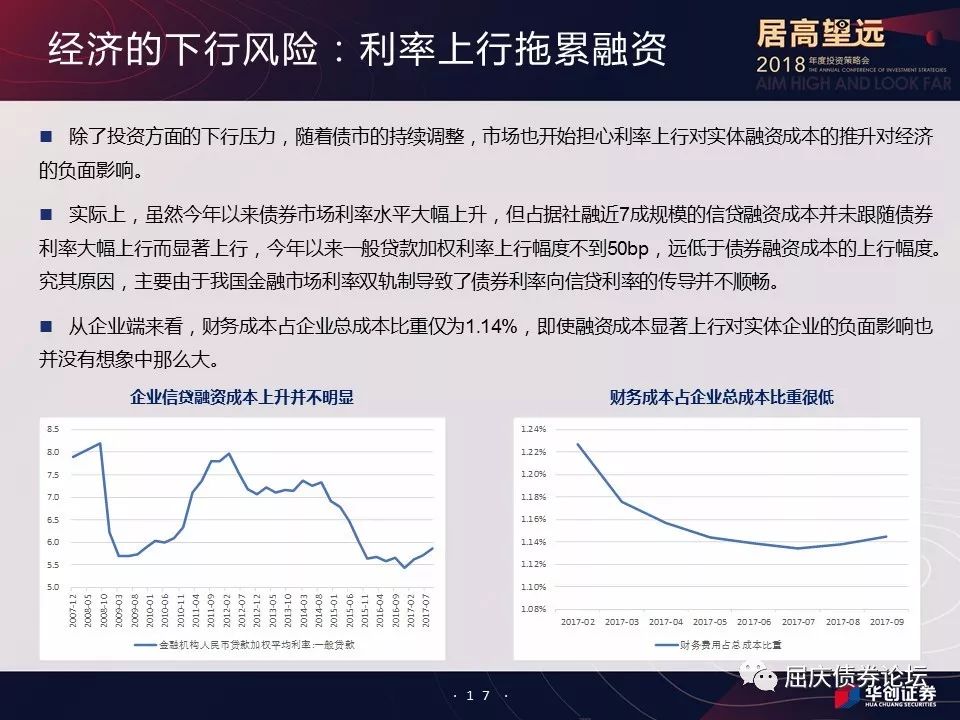 经济的下行风险：利率上行拖累融资
居高望远
2018 年度投资策略会
THE ANNUAL CONFERENCE OF INVESTMENT STRATEGIES
AIM HIGH AND LOOK FAR
■ 除了投资方面的下行压力，随着债市的持续调整，市场也开始担心利率上行对实体融资成本的推升对经济
的负面影响。
■ 实际上，虽然今年以来债券市场利率水平大幅上升，但占据社融近7成规模的信贷融资成本并未跟随债券
利率大幅上行而显著上行，今年以来一般贷款加权利率上行幅度不到50bp，远低于债券融资成本的上行幅度。
究其原因，主要由于我国金融市场利率双轨制导致了债券利率向信贷利率的传导并不顺畅。
■ 从企业端来看，财务成本占企业总成本比重仅为1.14%，即使融资成本显著上行对实体企业的负面影响也
并没有想象中那么大。
企业信贷融资成本上升并不明显
8.5
8.0
7.5
7.0
6.5
6.0
5.5
5.0
2007-12
2008-05
2008-10
2009-03
2009-08
2010-01
2010-06
2010-11
2011-04
2011-09
2012-02
2012-07
2012-12
2013-05
2013-10
2014-03
2014-08
2015-01
2015-06
2015-11
2016-04
2016-09
2017-02
2017-07
金融机构人民币贷款加权平均利率:一般贷款
财务成本占企业总成本比重很低
1.24%
1.22%
1.20%
1.18%
1.16%
1.14%
1.12%
1.10%
1.08%
2017-02 2017-03 2017-04 2017-05 2017-06 2017-07 2017-08 2017-09
财务费用占总成本比重
屈庆债券论坛
· 17 ·
华创证券
HUA CHUANG SECURITIES